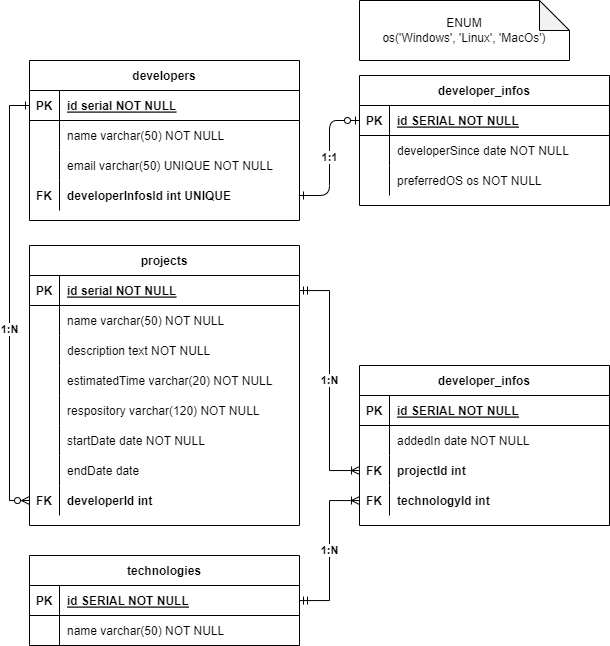 ENUM
os('Windows', 'Linux', 'MacOs')
developers
PK id serial NOT NULL
name varchar(50) NOT NULL
email varchar(50) UNIQUE NOT NULL
FK developerInfosId int UNIQUE
developer_infos
PK id SERIAL NOT NULL
developerSince date NOT NULL
preferredOS os NOT NULL
1:1
projects
PK id serial NOT NULL
name varchar(50) NOT NULL
description text NOT NULL
estimatedTime varchar(20) NOT NULL
respository varchar(120) NOT NULL
startDate date NOT NULL
endDate date
FK developerId int
1:N
1:N
developer_infos
PK id SERIAL NOT NULL
addedIn date NOT NULL
FK projectId int
FK technologyId int
1:N
technologies
PK id SERIAL NOT NULL
name varchar(50) NOT NULL